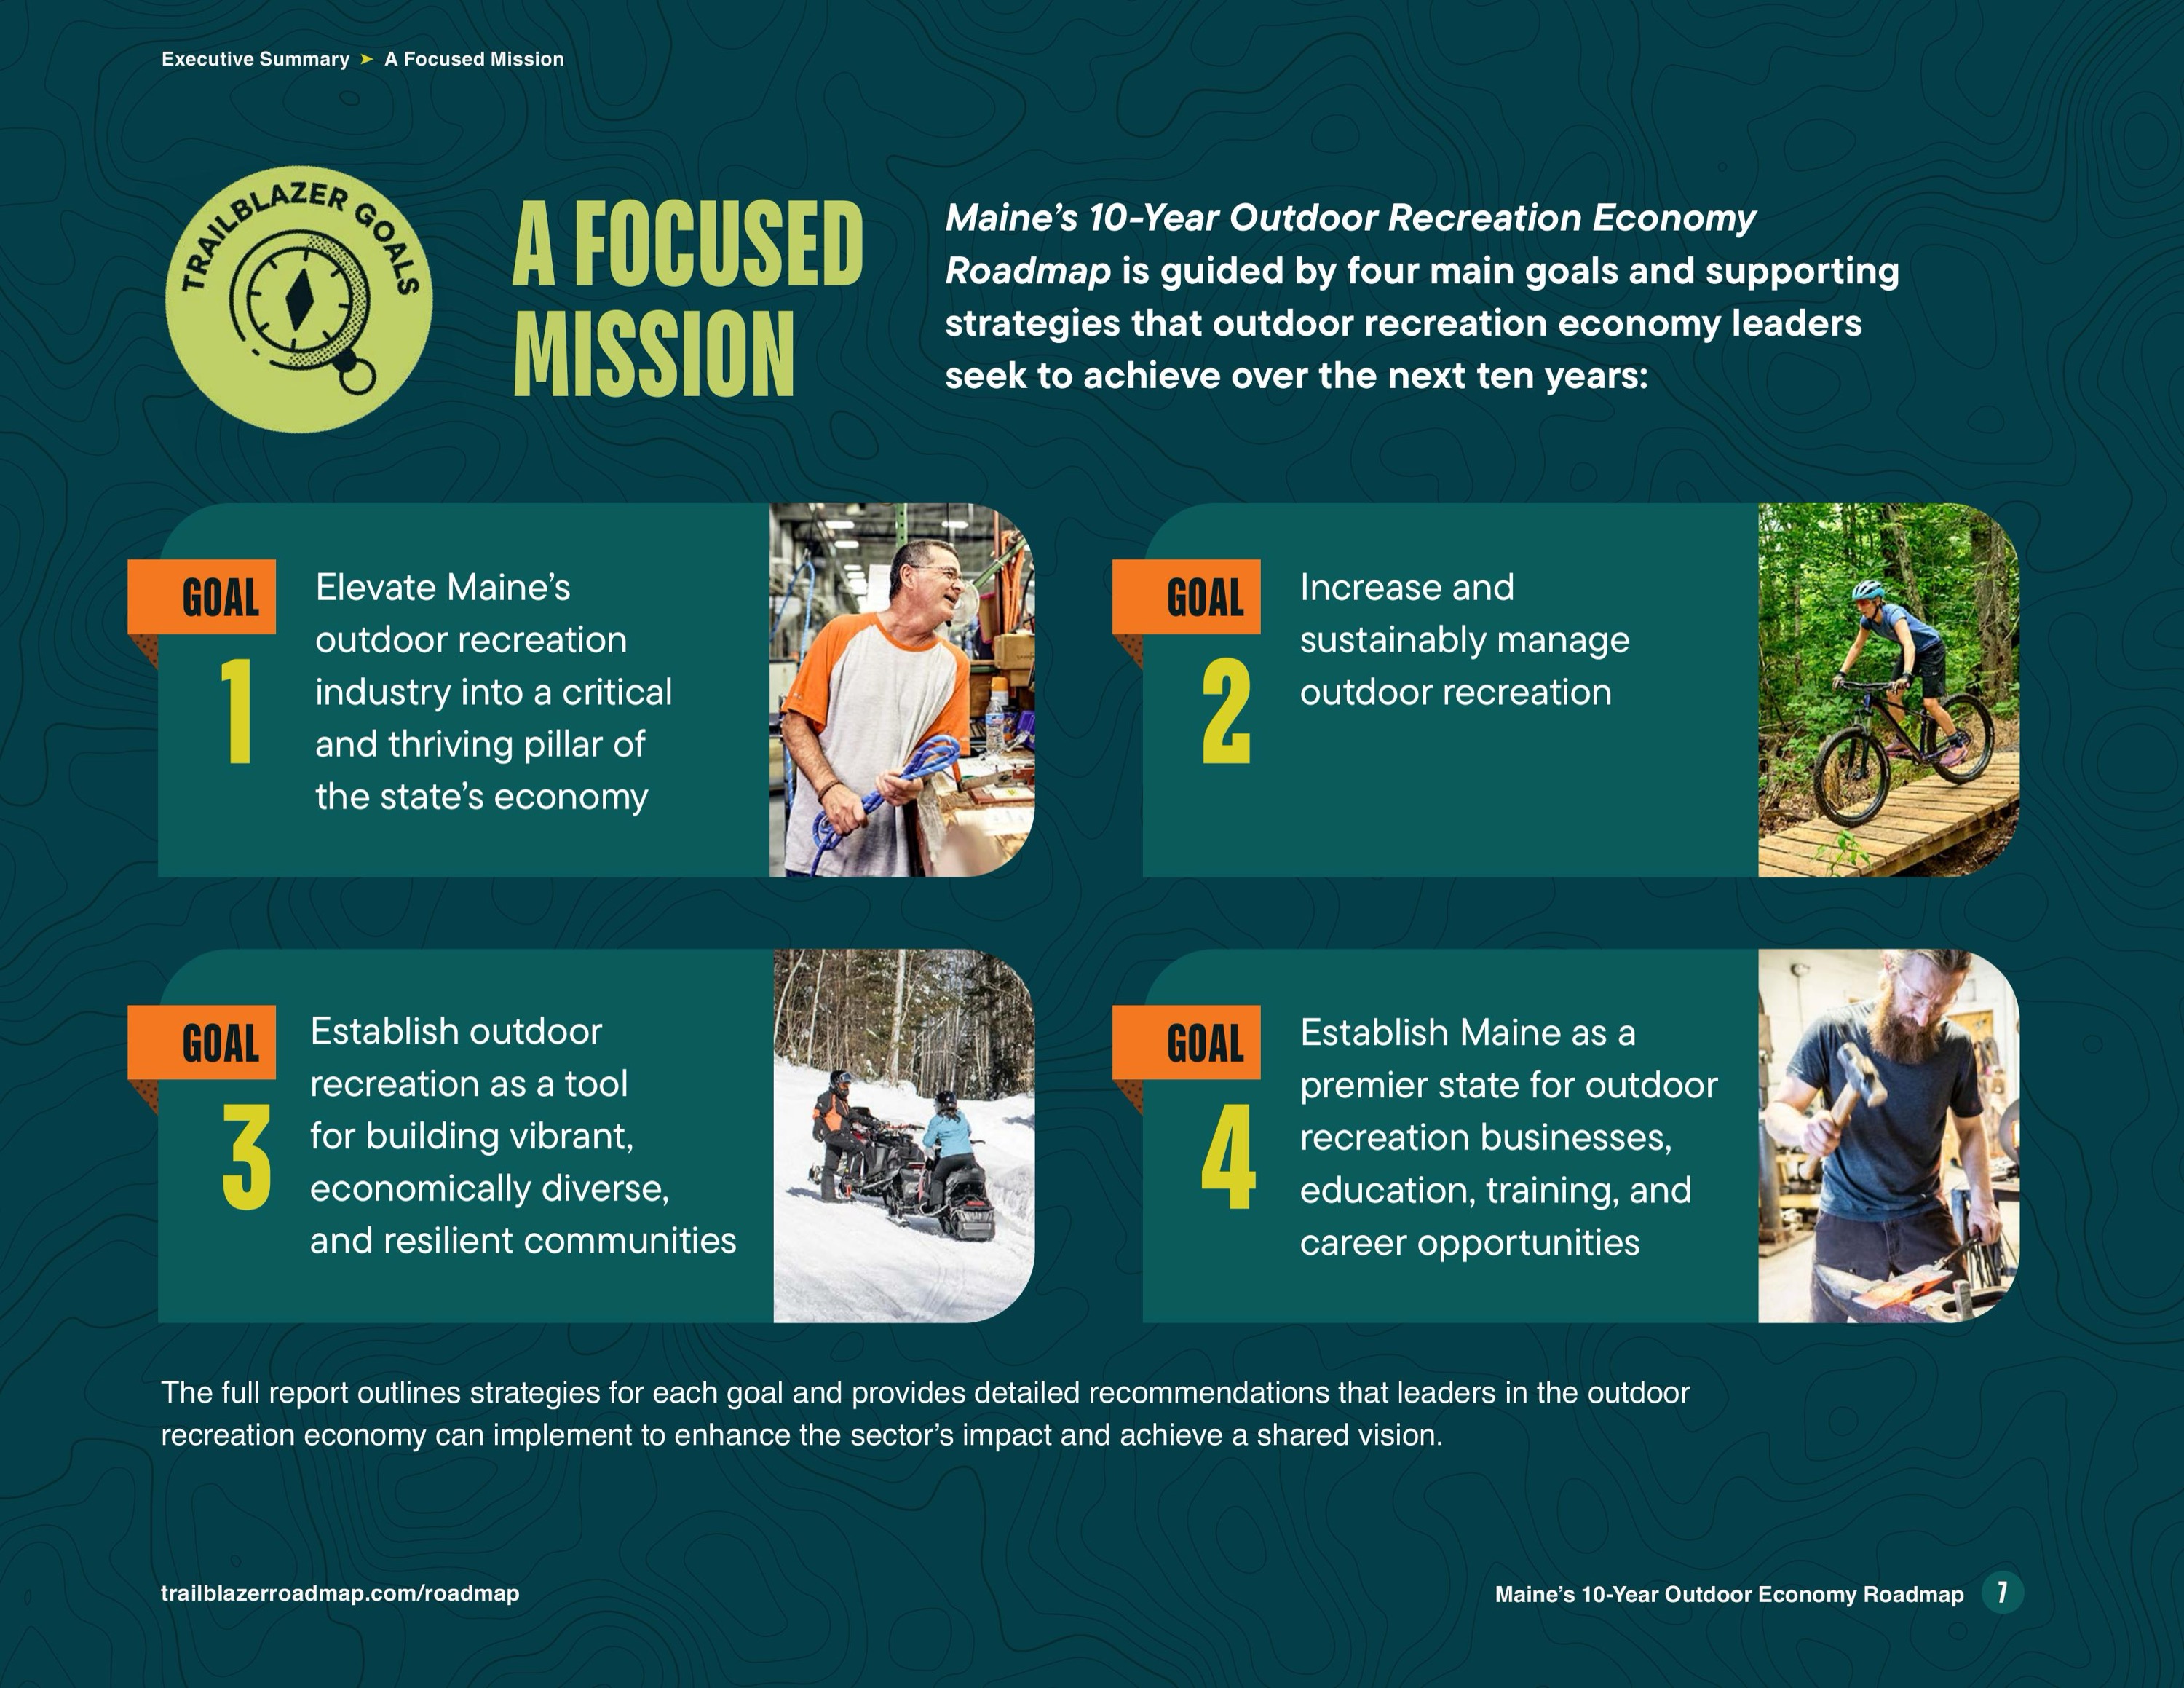 Executive Summary ➤ A Focused Mission
TRAILBLAZER GOALS
A FOCUSED
MISSION
Maine’s 10-Year Outdoor Recreation Economy
Roadmap is guided by four main goals and supporting
strategies that outdoor recreation economy leaders
seek to achieve over the next ten years:
GOAL
1
Elevate Maine’s
outdoor recreation
industry into a critical
and thriving pillar of
the state’s economy
GOAL
2
Increase and
sustainably manage
outdoor recreation
GOAL
3
Establish outdoor
recreation as a tool
for building vibrant,
economically diverse,
and resilient communities
GOAL
4
Establish Maine as a
premier state for outdoor
recreation businesses,
education, training, and
career opportunities
The full report outlines strategies for each goal and provides detailed recommendations that leaders in the outdoor
recreation economy can implement to enhance the sector’s impact and achieve a shared vision.
trailblazerroadmap.com/roadmap
Maine’s 10-Year Outdoor Economy Roadmap 7